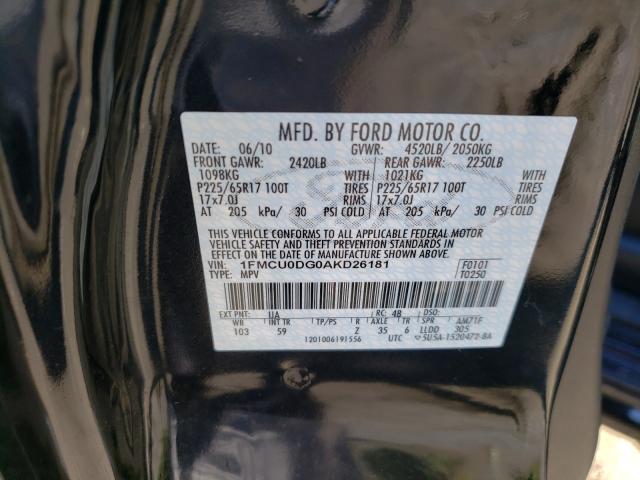 MFD. BY FORD MOTOR CO.
DATE: 06/10 GVWR: 4520LB/ 2050KG
FRONT GAWR: 2420LB REAR GAWR: 2250LB
1098KG WITH 1021KG WITH
P225/65R17 100T TIRES P225/65R17 100T TIRES
17x7.0J RIMS 17x7.0J RIMS
AT 205 kPa/ 30 PSI COLD AT 205 kPa/ 30 PSI COLD
THIS VEHICLE CONFORMS TO ALL APPLICABLE FEDERAL MOTOR
VEHICLE SAFETY AND THEFT PREVENTION STANDARDS IN
EFFECT ON THE DATE OF MANUFACTURE SHOWN ABOVE.
VIN: 1FMCU0DG0AKD26181 F0101
TYPE: MPV T0250
EXT PNT: UA RC: 48 DSO:
WB INT TR TP/PS R AXLE TR SPR AM7TF
103 59 Z 35 6 LLDD 305
1201006191556 UTC 5U5A-1520472-BA